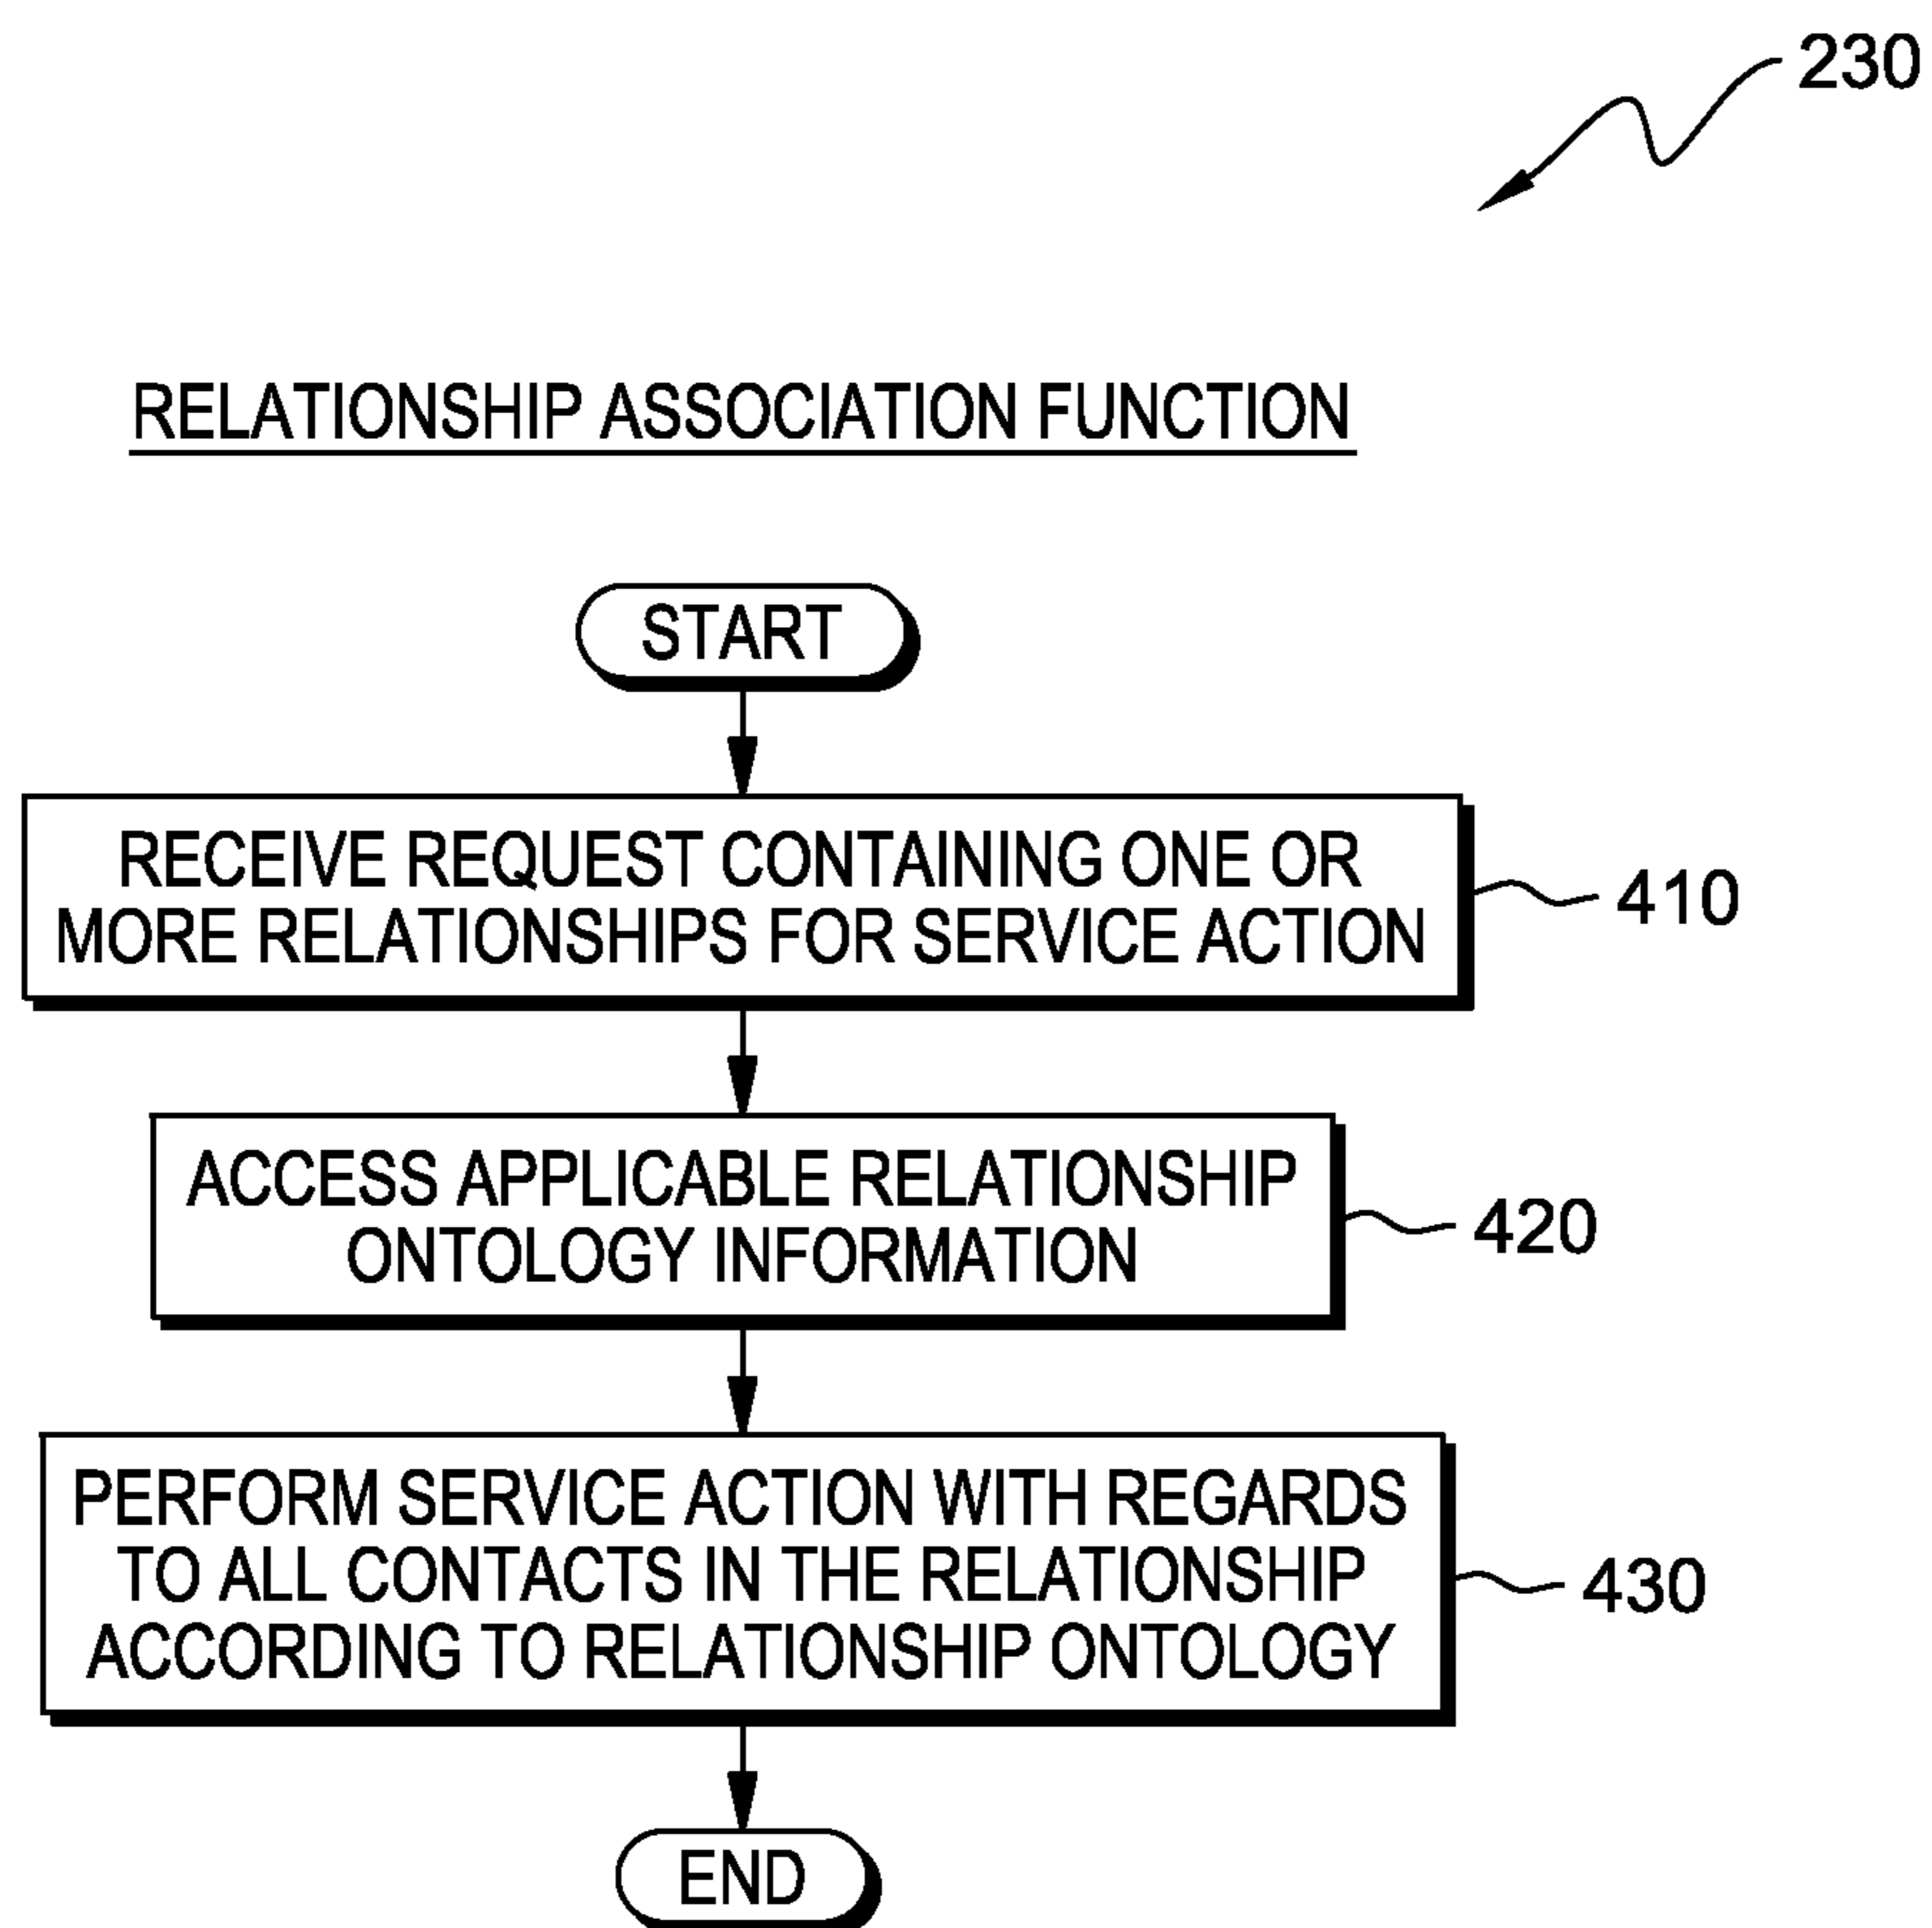 230
RELATIONSHIP ASSOCIATION FUNCTION
START
RECEIVE REQUEST CONTAINING ONE OR
MORE RELATIONSHIPS FOR SERVICE ACTION
410
ACCESS APPLICABLE RELATIONSHIP
ONTOLOGY INFORMATION
420
PERFORM SERVICE ACTION WITH REGARDS
TO ALL CONTACTS IN THE RELATIONSHIP
ACCORDING TO RELATIONSHIP ONTOLOGY
430
END